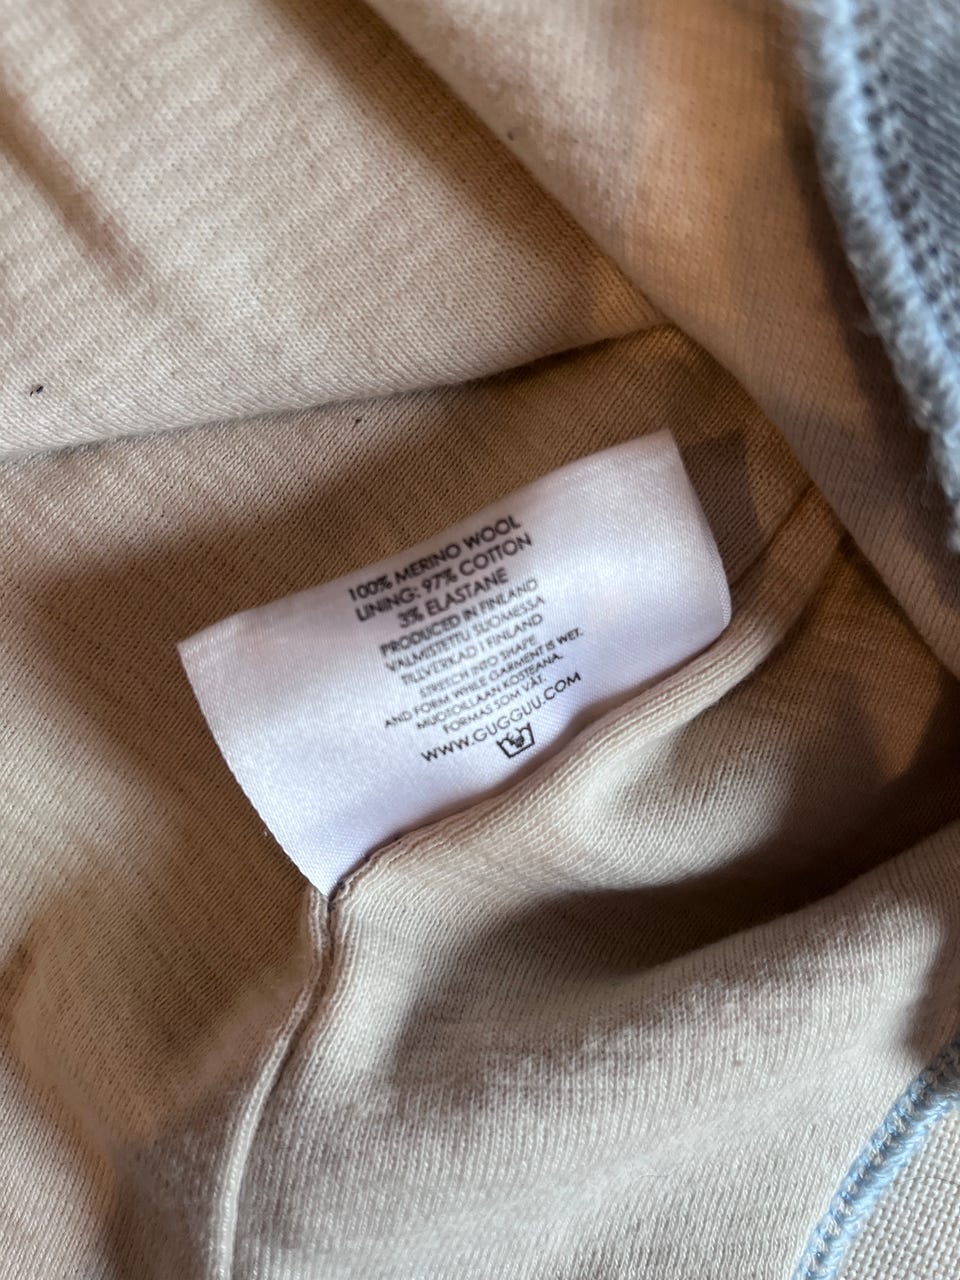 100% MERINO WOOL
LINING: 97% COTTON
3% ELASTANE
PRODUCED IN FINLAND
VALMISTETTU SUOMESSA
TILLVERKAD I FINLAND
STRETCH INTO SHAPE
AND FORM WHILE GARMENT IS WET.
MUOTOILLAAN KOSTEANA.
FORMAS SOM VÅT.
WWW.GUGGUU.COM